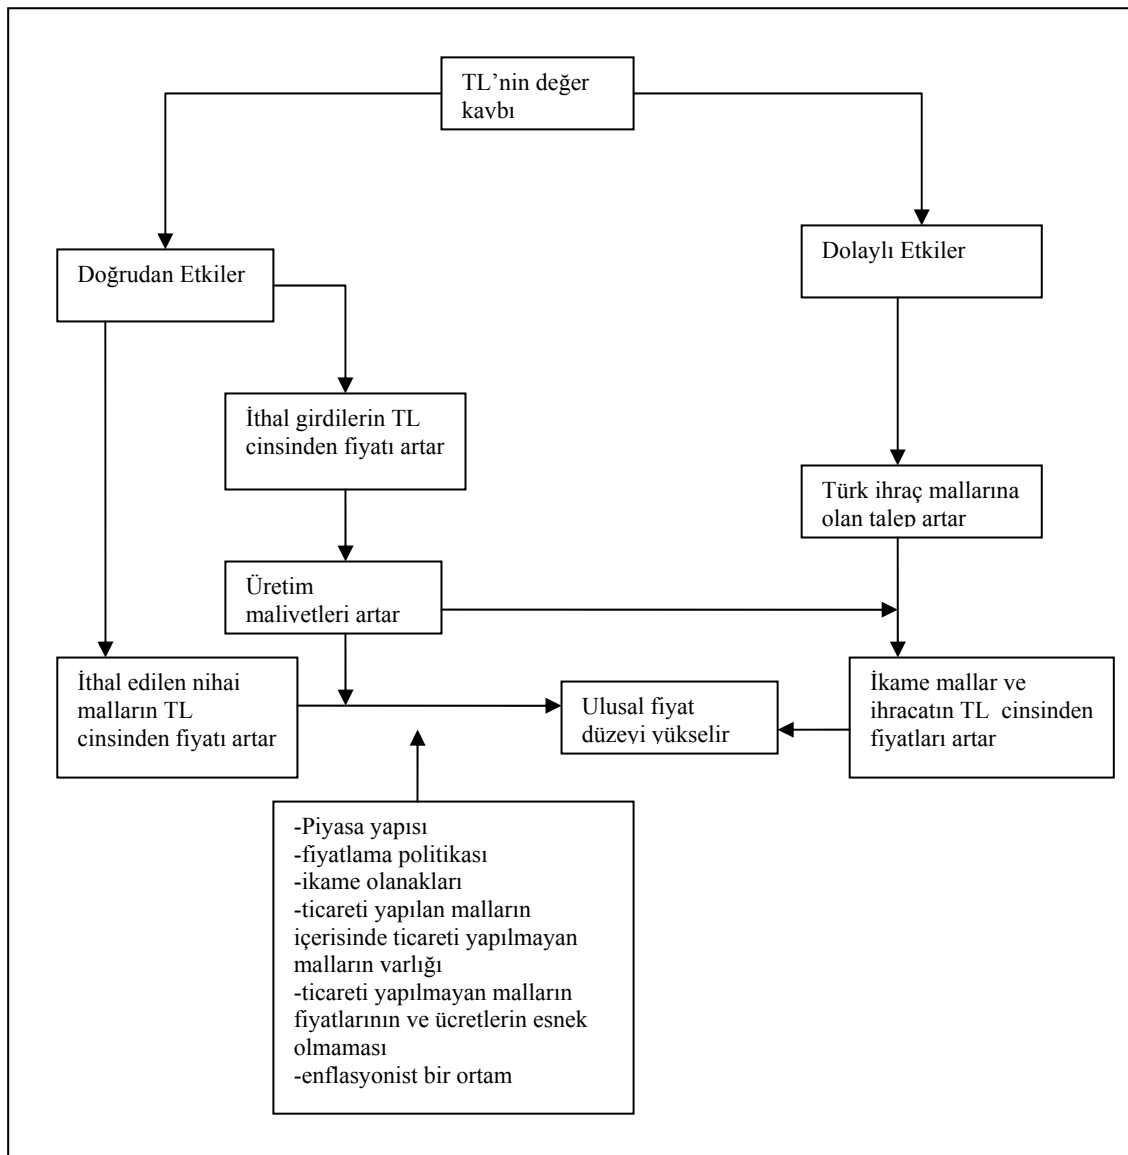 TL’nin değer
kaybı
Doğrudan Etkiler
Dolaylı Etkiler
İthal girdilerin TL
cinsinden fiyatı artar
Türk ihraç mallarına
olan talep artar
Üretim
maliyetleri artar
İthal edilen nihai
malların TL
cinsinden fiyatı artar
Ulusal fiyat
düzeyi yükselir
İkame mallar ve
ihracatın TL cinsinden
fiyatları artar
-Piyasa yapısı
-fiyatlama politikası
-ikame olanakları
-ticareti yapılan malların
içerisinde ticareti yapılmayan
malların varlığı
-ticareti yapılmayan malların
fiyatlarının ve ücretlerin esnek
olmaması
-enflasyonist bir ortam